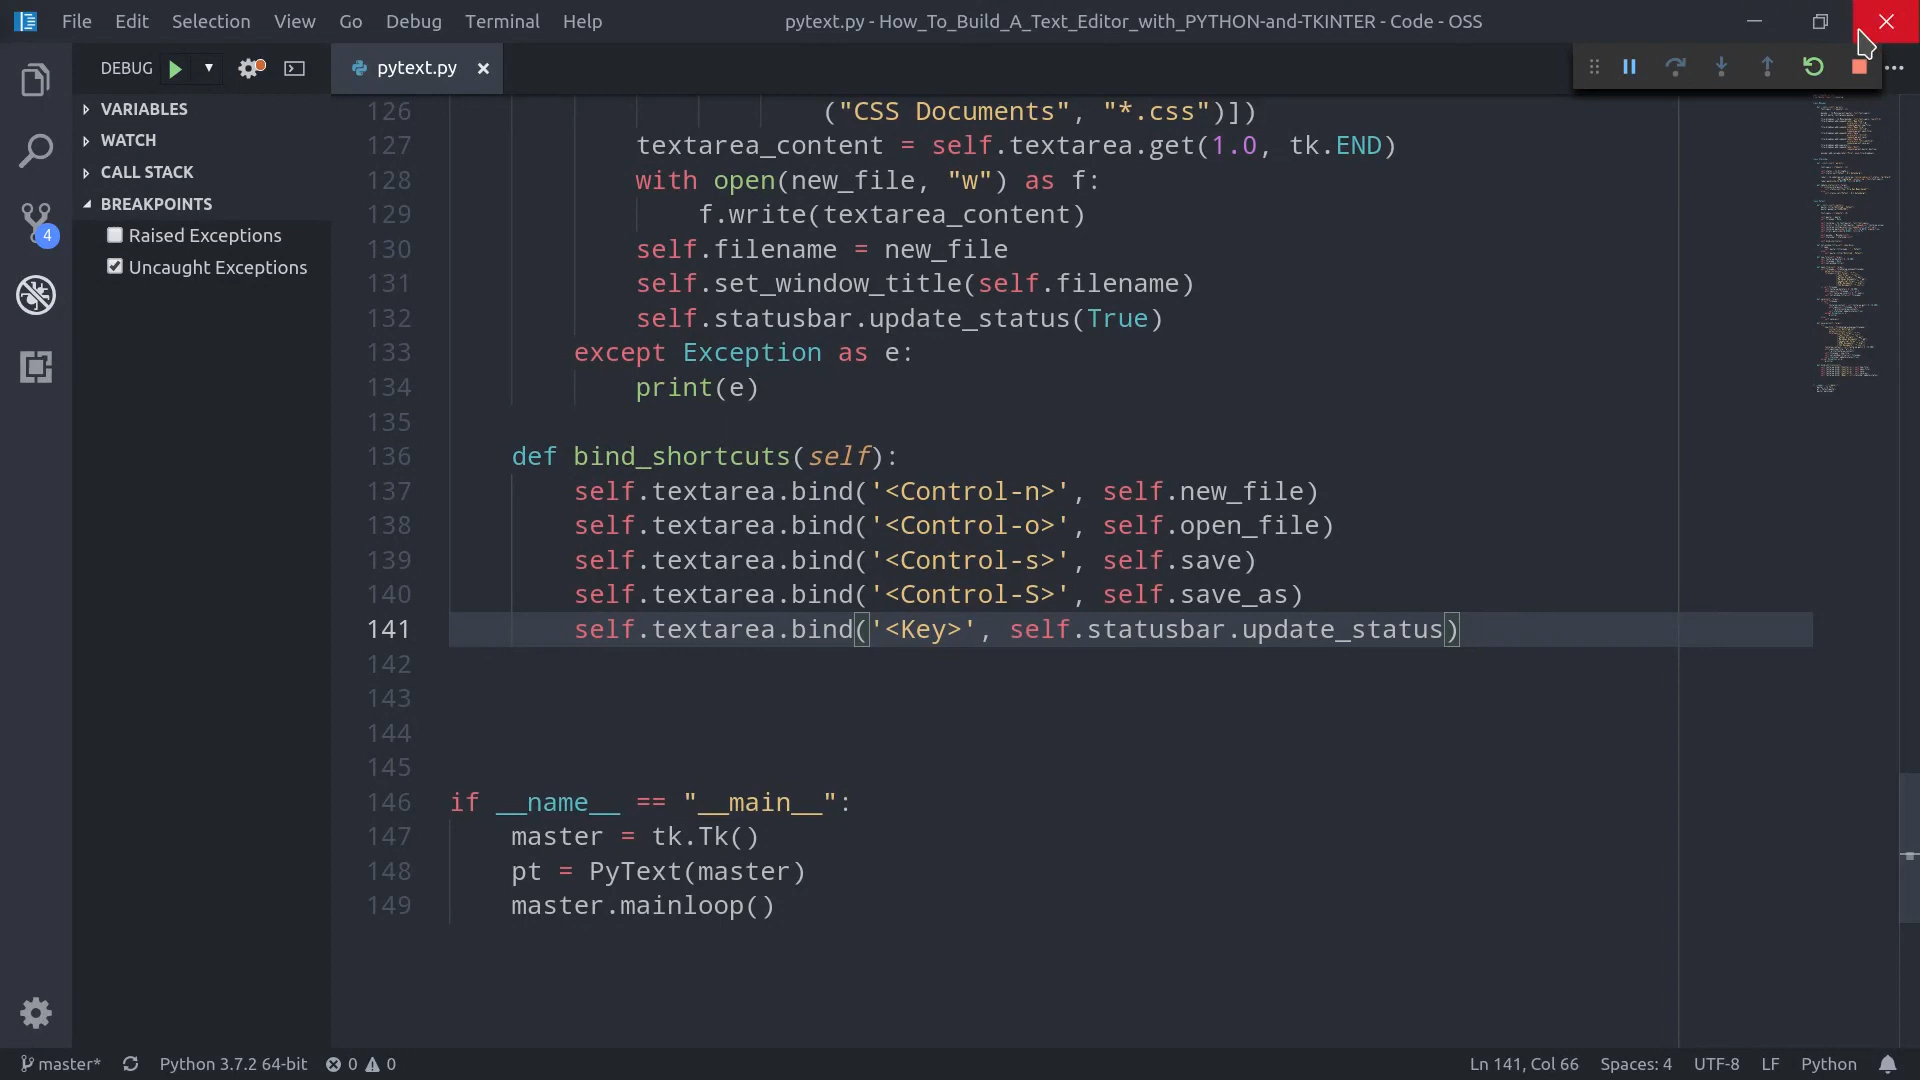 File Edit Selection View Go Debug Terminal Help pytext.py - How_To_Build_A_Text_Editor_with_PYTHON-and-TKINTER - Code - OSS
DEBUG
pytext.py
VARIABLES
WATCH
CALL STACK
BREAKPOINTS
Raised Exceptions
Uncaught Exceptions
4
126 ("CSS Documents", "*.css")])
127 textarea_content = self.textarea.get(1.0, tk.END)
128 with open(new_file, "w") as f:
129 f.write(textarea_content)
130 self.filename = new_file
131 self.set_window_title(self.filename)
132 self.statusbar.update_status(True)
133 except Exception as e:
134 print(e)
135
136 def bind_shortcuts(self):
137 self.textarea.bind('<Control-n>', self.new_file)
138 self.textarea.bind('<Control-o>', self.open_file)
139 self.textarea.bind('<Control-s>', self.save)
140 self.textarea.bind('<Control-S>', self.save_as)
141 self.textarea.bind('<Key>', self.statusbar.update_status)
142
143
144
145
146 if __name__ == "__main__":
147 master = tk.Tk()
148 pt = PyText(master)
149 master.mainloop()
master* Python 3.7.2 64-bit 0 0 Ln 141, Col 66 Spaces: 4 UTF-8 LF Python